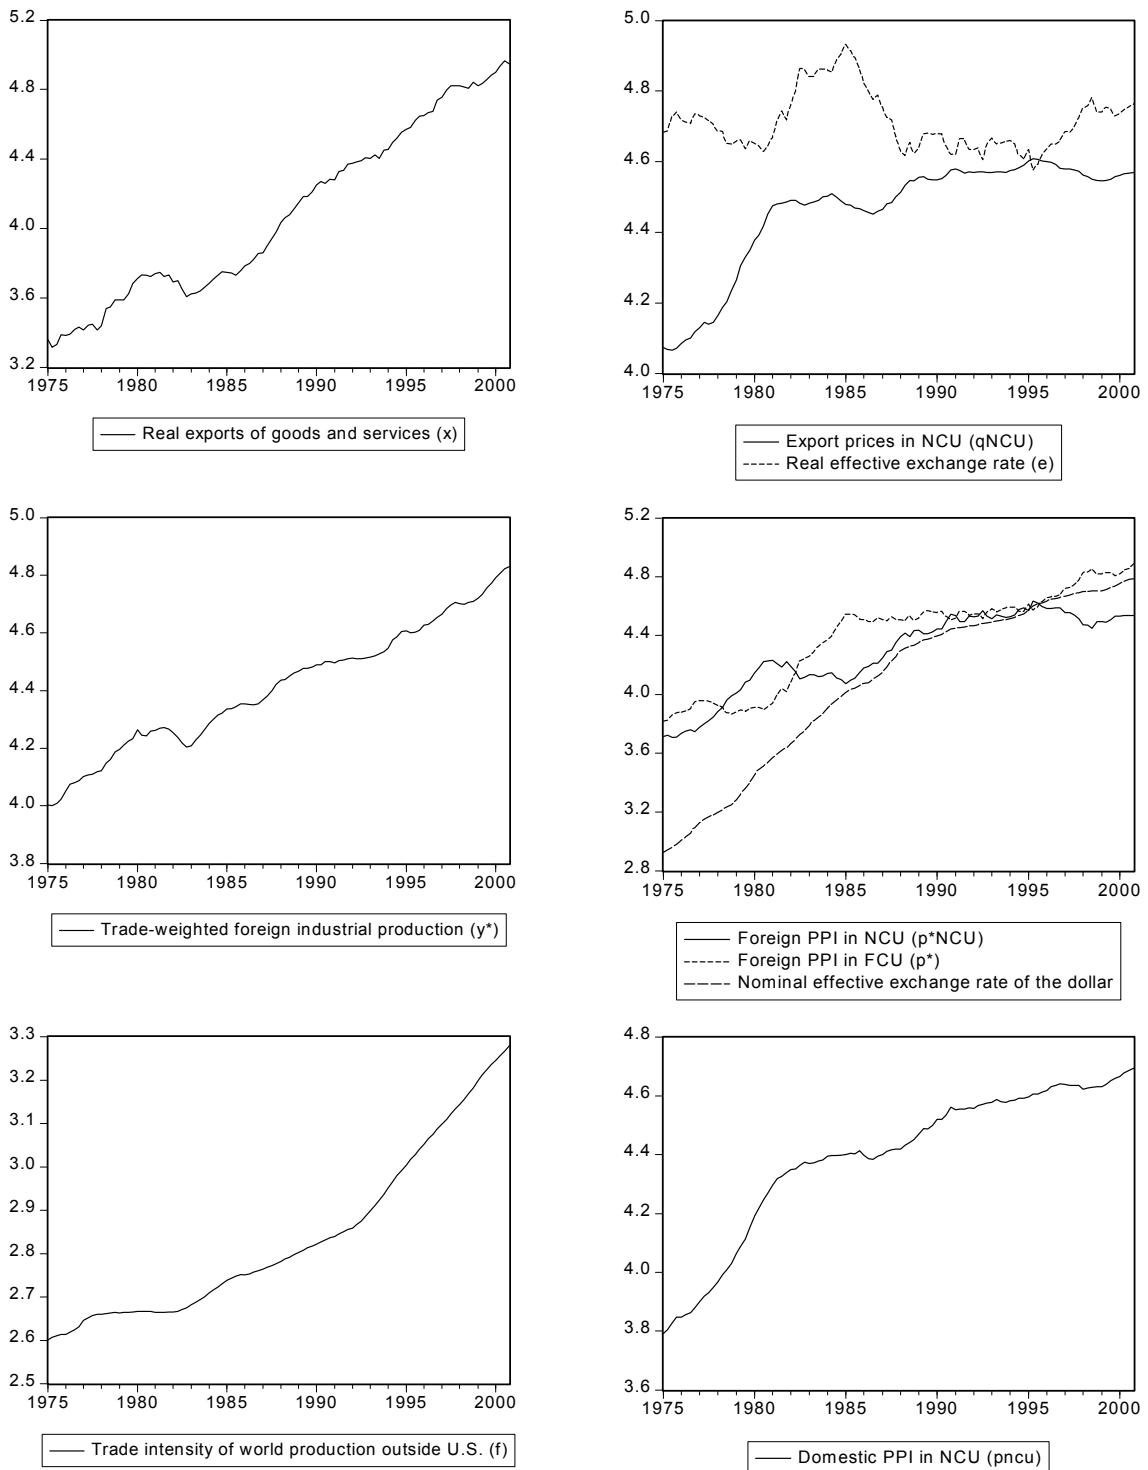 5.2
4.8
4.4
4.0
3.6
3.2
1975 1980 1985 1990 1995 2000
Real exports of goods and services (x)
5.0
4.8
4.6
4.4
4.2
4.0
1975 1980 1985 1990 1995 2000
Export prices in NCU (qNCU)
Real effective exchange rate (e)
5.0
4.8
4.6
4.4
4.2
4.0
3.8
1975 1980 1985 1990 1995 2000
Trade-weighted foreign industrial production (y*)
5.2
4.8
4.4
4.0
3.6
3.2
2.8
1975 1980 1985 1990 1995 2000
Foreign PPI in NCU (p*NCU)
Foreign PPI in FCU (p*)
Nominal effective exchange rate of the dollar
3.3
3.2
3.1
3.0
2.9
2.8
2.7
2.6
2.5
1975 1980 1985 1990 1995 2000
Trade intensity of world production outside U.S. (f)
4.8
4.6
4.4
4.2
4.0
3.8
3.6
1975 1980 1985 1990 1995 2000
Domestic PPI in NCU (pncu)